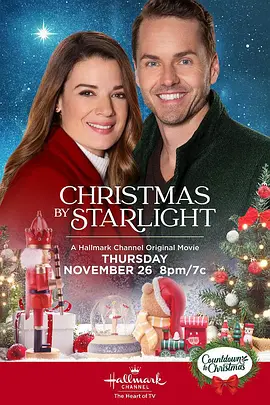 CHRISTMAS
BY STARLIGHT
A Hallmark Channel Original Movie
THURSDAY
NOVEMBER 26 8pm/7c
Countdown
to Christmas
Hallmark
CHANNEL
The Heart of TV